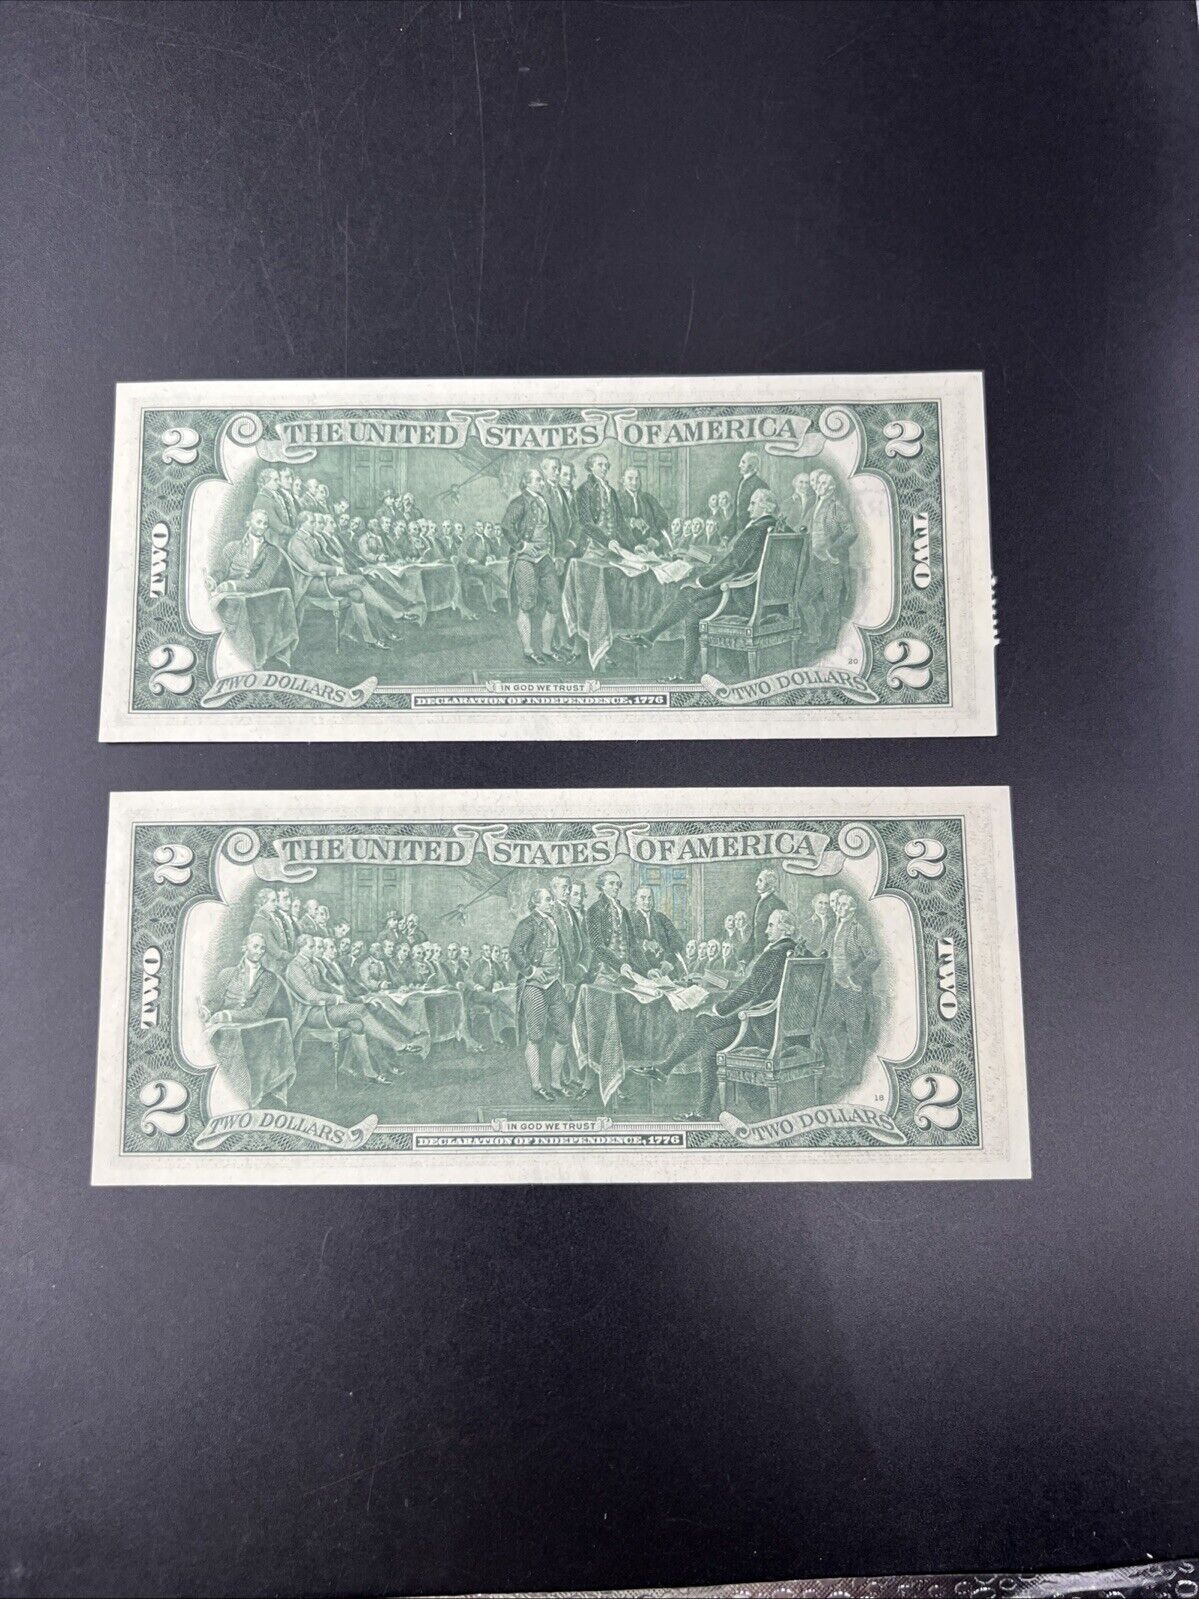 THE UNITED STATES OF AMERICA
2 2
TWO TWO
20
2 2
TWO DOLLARS IN GOD WE TRUST TWO DOLLARS
DECLARATION OF INDEPENDENCE, 1776
THE UNITED STATES OF AMERICA
2 2
TWO TWO
18
2 2
TWO DOLLARS IN GOD WE TRUST TWO DOLLARS
DECLARATION OF INDEPENDENCE, 1776